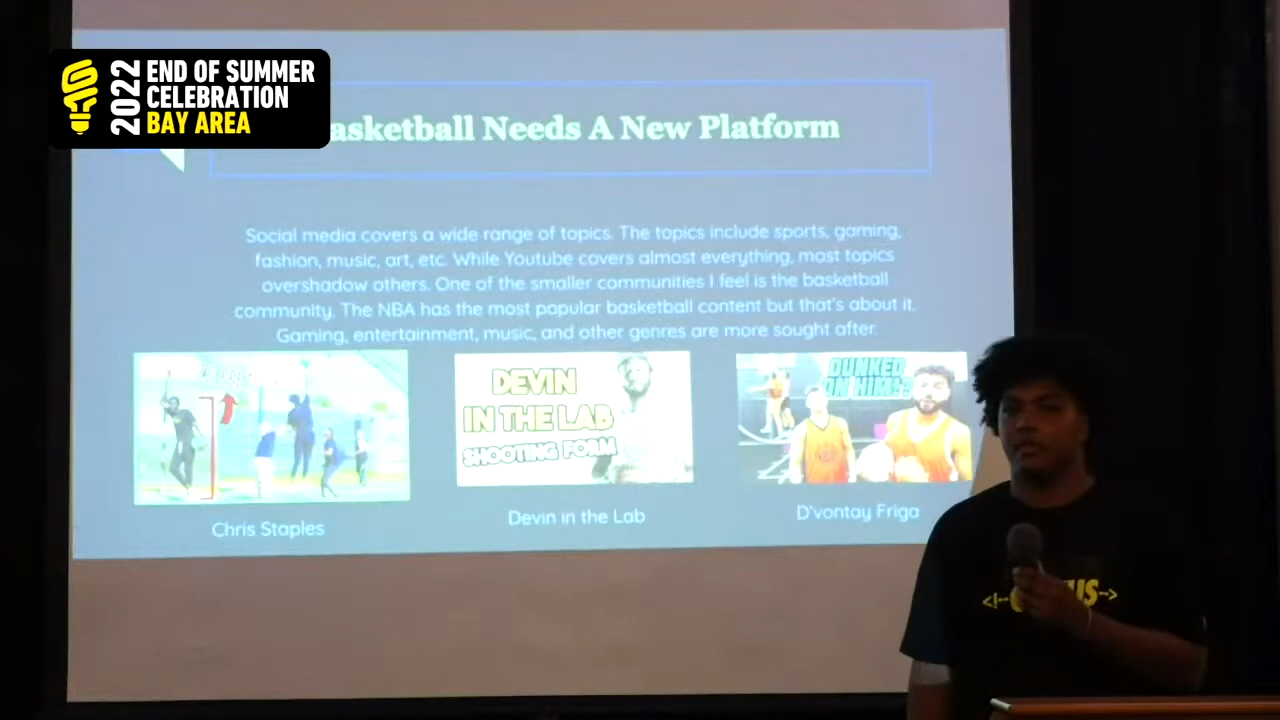 2022
END OF SUMMER
CELEBRATION
BAY AREA
asketball Needs A New Platform
Social media covers a wide range of topics. The topics include sports, gaming,
fashion, music, art, etc. While Youtube covers almost everything, most topics
overshadow others. One of the smaller communities I feel is the basketball
community. The NBA has the most popular basketball content but that's about it.
Gaming, entertainment, music, and other genres are more sought after.
DEVIN
IN THE LAB
SHOOTING FORM
DUNKED
ON HIM!?
Chris Staples
Devin in the Lab
D'vontay Friga